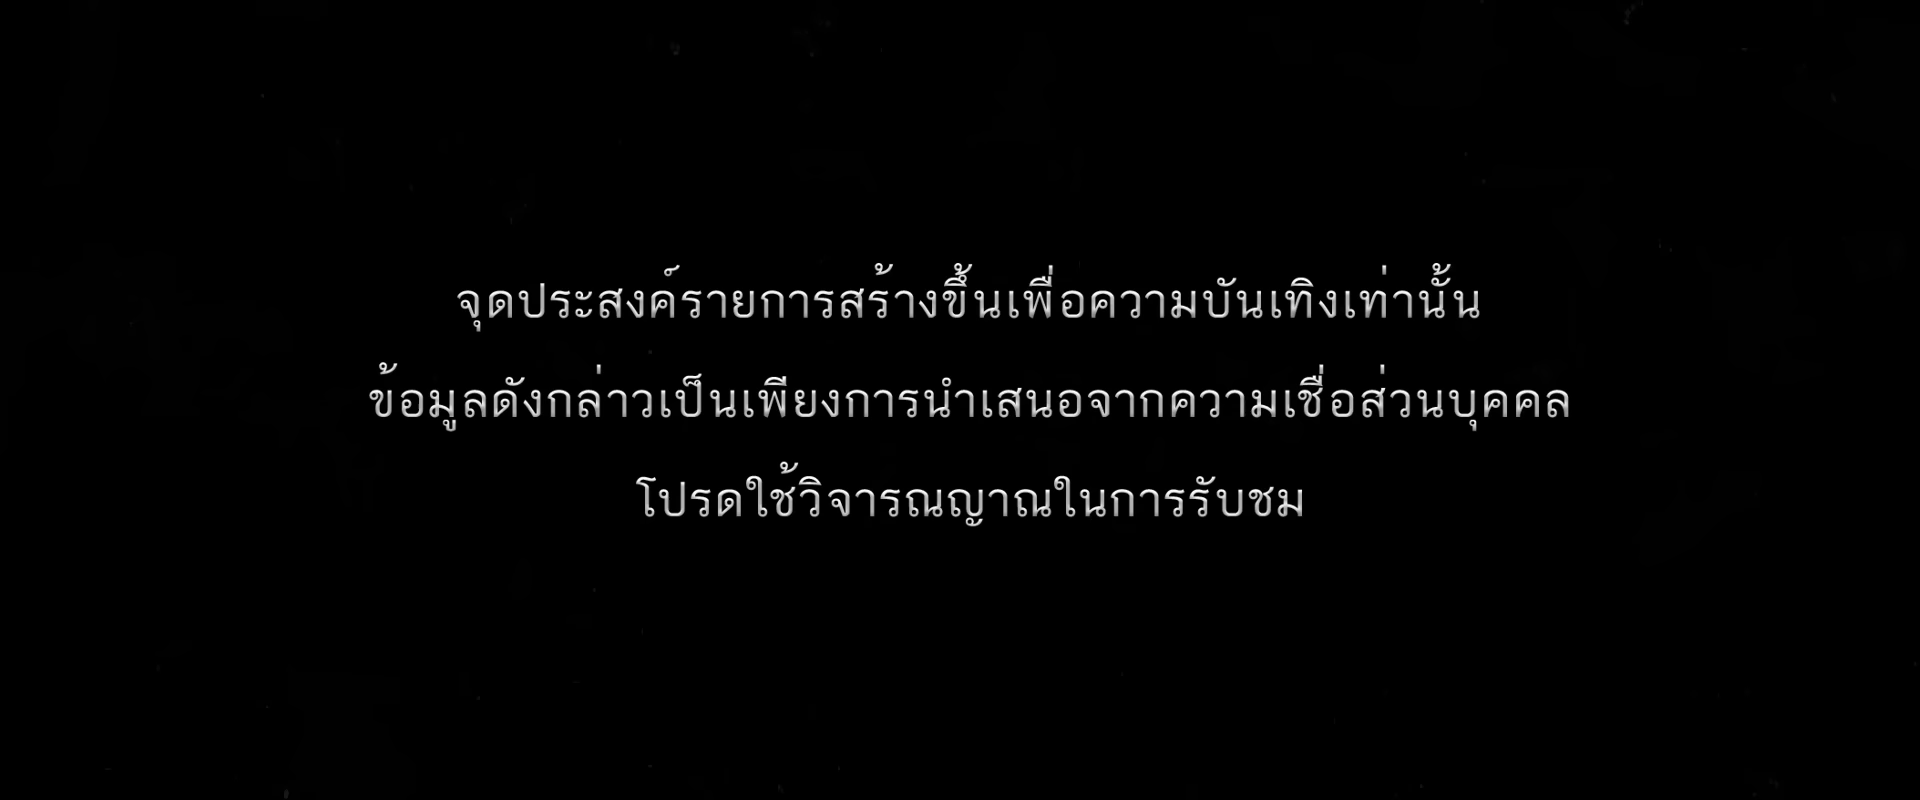 จุดประสงค์รายการสร้างขึ้นเพื่อความบันเทิงเท่านั้น
ข้อมูลดังกล่าวเป็นเพียงการนำเสนอจากความเชื่อส่วนบุคคล
โปรดใช้วิจารณญาณในการรับชม